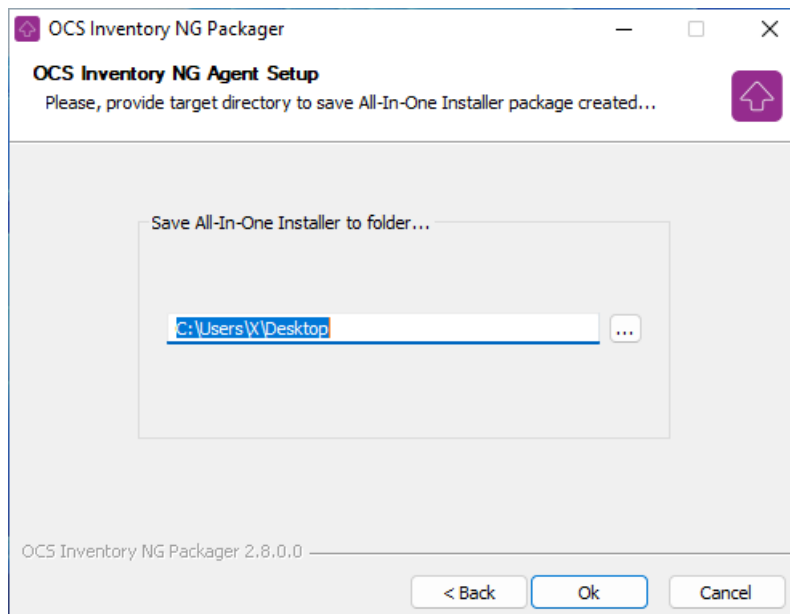 OCS Inventory NG Packager
OCS Inventory NG Agent Setup
Please, provide target directory to save All-In-One Installer package created...
Save All-In-One Installer to folder...
C:\Users\X\Desktop
...
OCS Inventory NG Packager 2.8.0.0
< Back
Ok
Cancel